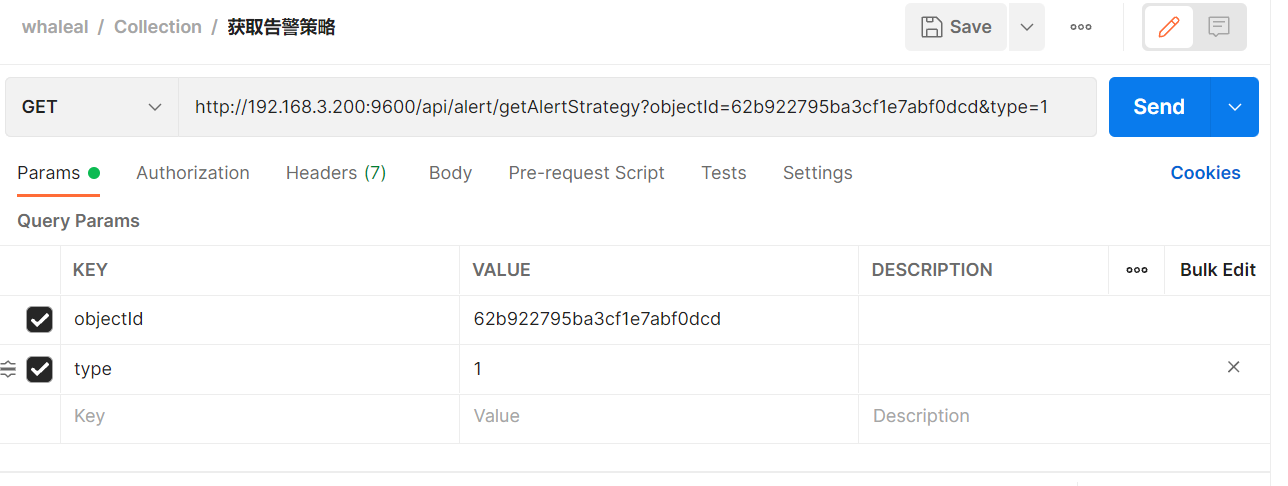 whaleal / Collection / 获取告警策略
Save
GET
http://192.168.3.200:9600/api/alert/getAlertStrategy?objectId=62b922795ba3cf1e7abf0dcd&type=1
Send
Params Authorization Headers (7) Body Pre-request Script Tests Settings Cookies
Query Params
KEY VALUE DESCRIPTION Bulk Edit
objectId 62b922795ba3cf1e7abf0dcd
type 1
Key Value Description